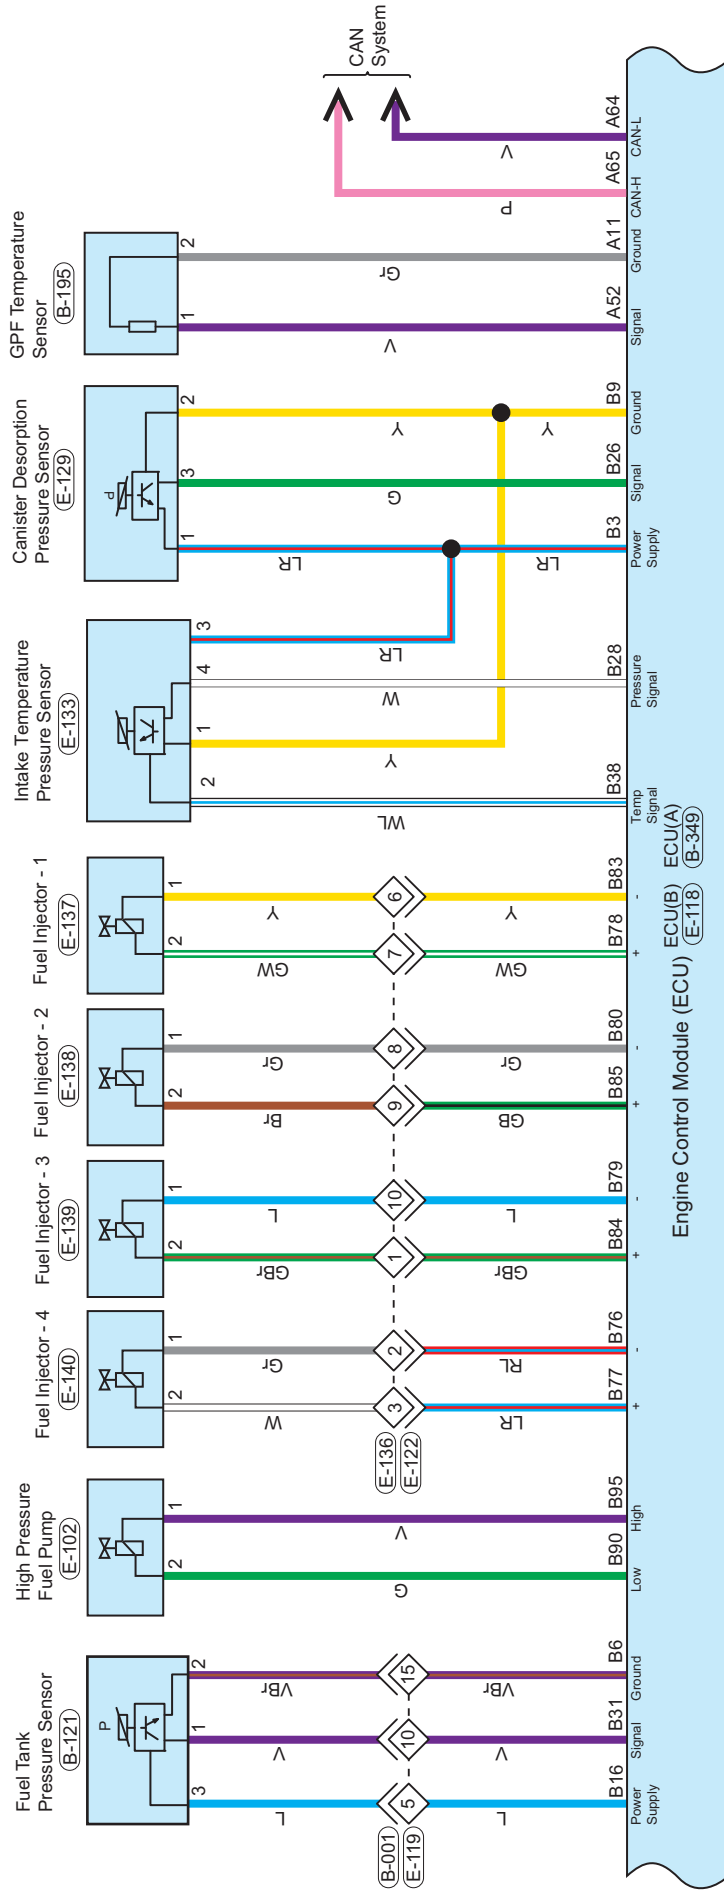 CAN
System
GPF Temperature
Sensor
B-195
1
2
V
Gr
A52
Signal
A11
Ground
P
V
A65
CAN-H
A64
CAN-L
Canister Desorption
Pressure Sensor
E-129
P
1
3
2
LR
G
Y
LR
Y
B3
Power
Supply
B26
Signal
B9
Ground
Intake Temperature
Pressure Sensor
E-133
2
1
4
3
WL
Y
W
LR
B38
Temp
Signal
B28
Pressure
Signal
Fuel Injector - 1
E-137
2
1
GW
Y
7
6
GW
Y
B78
+
B83
-
Fuel Injector - 2
E-138
2
1
Br
Gr
9
8
GB
Gr
B85
+
B80
-
Fuel Injector - 3
E-139
2
1
GBr
L
1
10
GBr
L
B84
+
B79
-
Fuel Injector - 4
E-140
2
1
W
Gr
3
2
E-136
E-122
LR
RL
B77
+
B76
-
High Pressure
Fuel Pump
E-102
2
1
G
V
B90
Low
B95
High
Fuel Tank
Pressure Sensor
B-121
P
3
1
2
L
V
VBr
5
10
15
B-001
E-119
L
V
VBr
B16
Power
Supply
B31
Signal
B6
Ground
Engine Control Module (ECU)
ECU(B)
E-118
ECU(A)
B-349